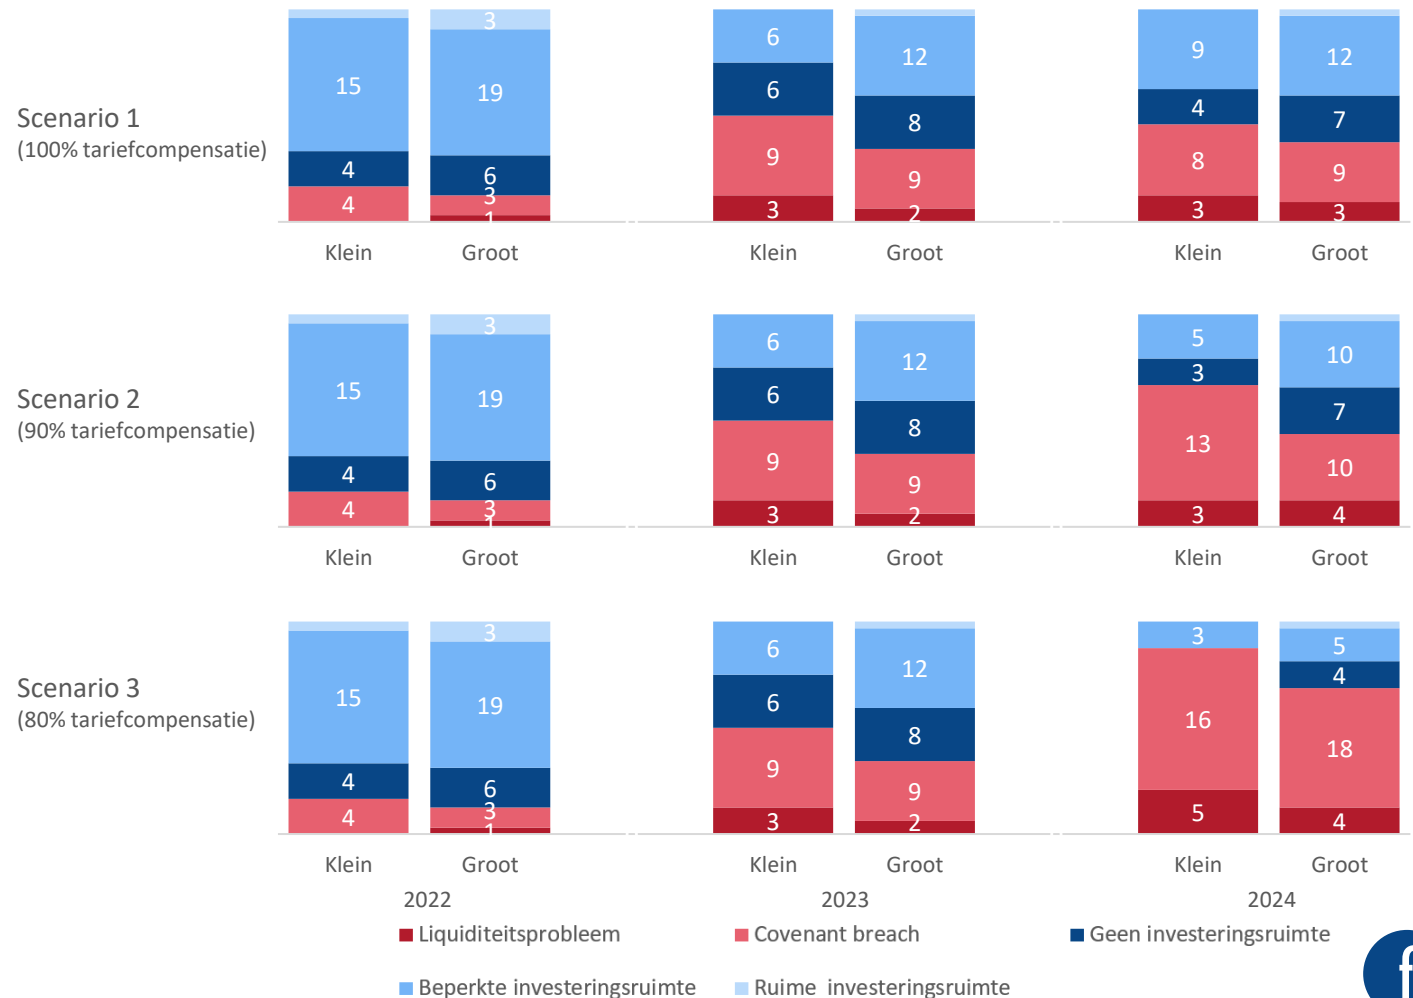 3
15
19
4
6
4
3
1
6
12
6
8
9
9
3
2
9
12
4
7
8
9
3
3
Scenario 1
(100% tariefcompensatie)
Klein
Groot
Klein
Groot
Klein
Groot
3
15
19
4
6
4
3
1
6
12
6
8
9
9
3
2
5
10
3
7
13
10
3
4
Scenario 2
(90% tariefcompensatie)
Klein
Groot
Klein
Groot
Klein
Groot
3
15
19
4
6
4
3
1
6
12
6
8
9
9
3
2
3
5
4
16
18
5
4
Scenario 3
(80% tariefcompensatie)
Klein
Groot
Klein
Groot
Klein
Groot
2022
2023
2024
Liquiditeitsprobleem
Covenant breach
Geen investeringsruimte
Beperkte investeringsruimte
Ruime investeringsruimte
f